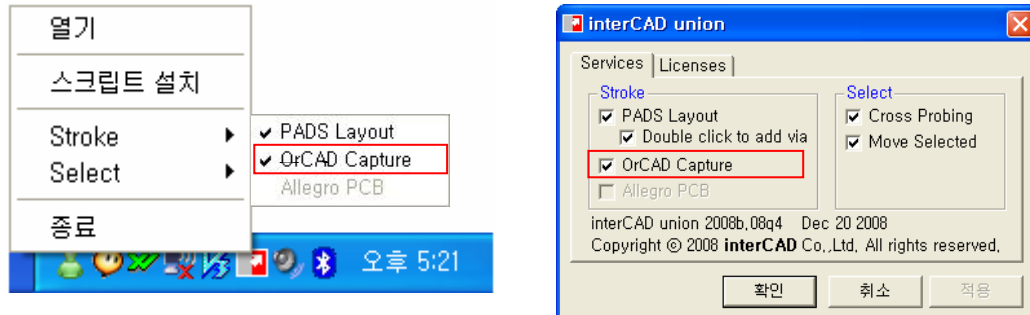 열기
스크립트 설치
Stroke
Select
종료
PADS Layout
OrCAD Capture
Allegro PCB
오후 5:21
interCAD union
Services
Licenses
Stroke
PADS Layout
Double click to add via
OrCAD Capture
Allegro PCB
Select
Cross Probing
Move Selected
interCAD union 2008b,08q4 Dec 20 2008
Copyright © 2008 interCAD Co,,Ltd, All rights reserved,
확인
취소
적용